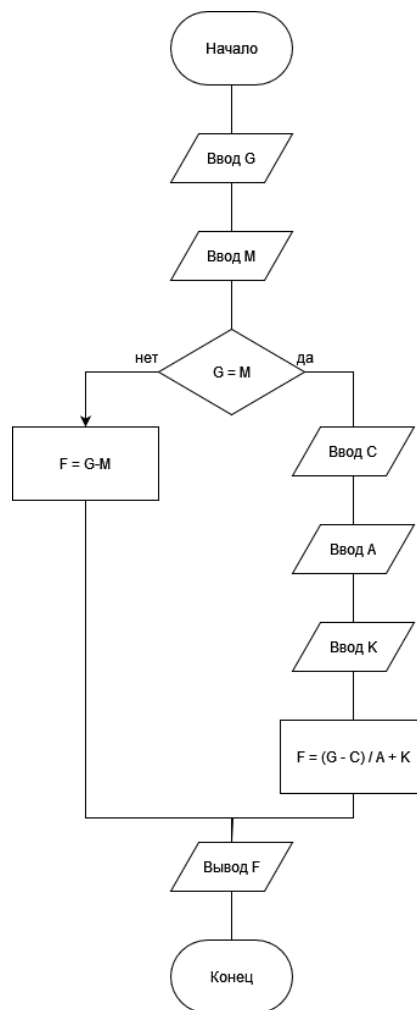 Начало
Ввод G
Ввод M
нет
G = M
да
F = G-M
Ввод C
Ввод A
Ввод K
F = (G - C) / A + K
Вывод F
Конец